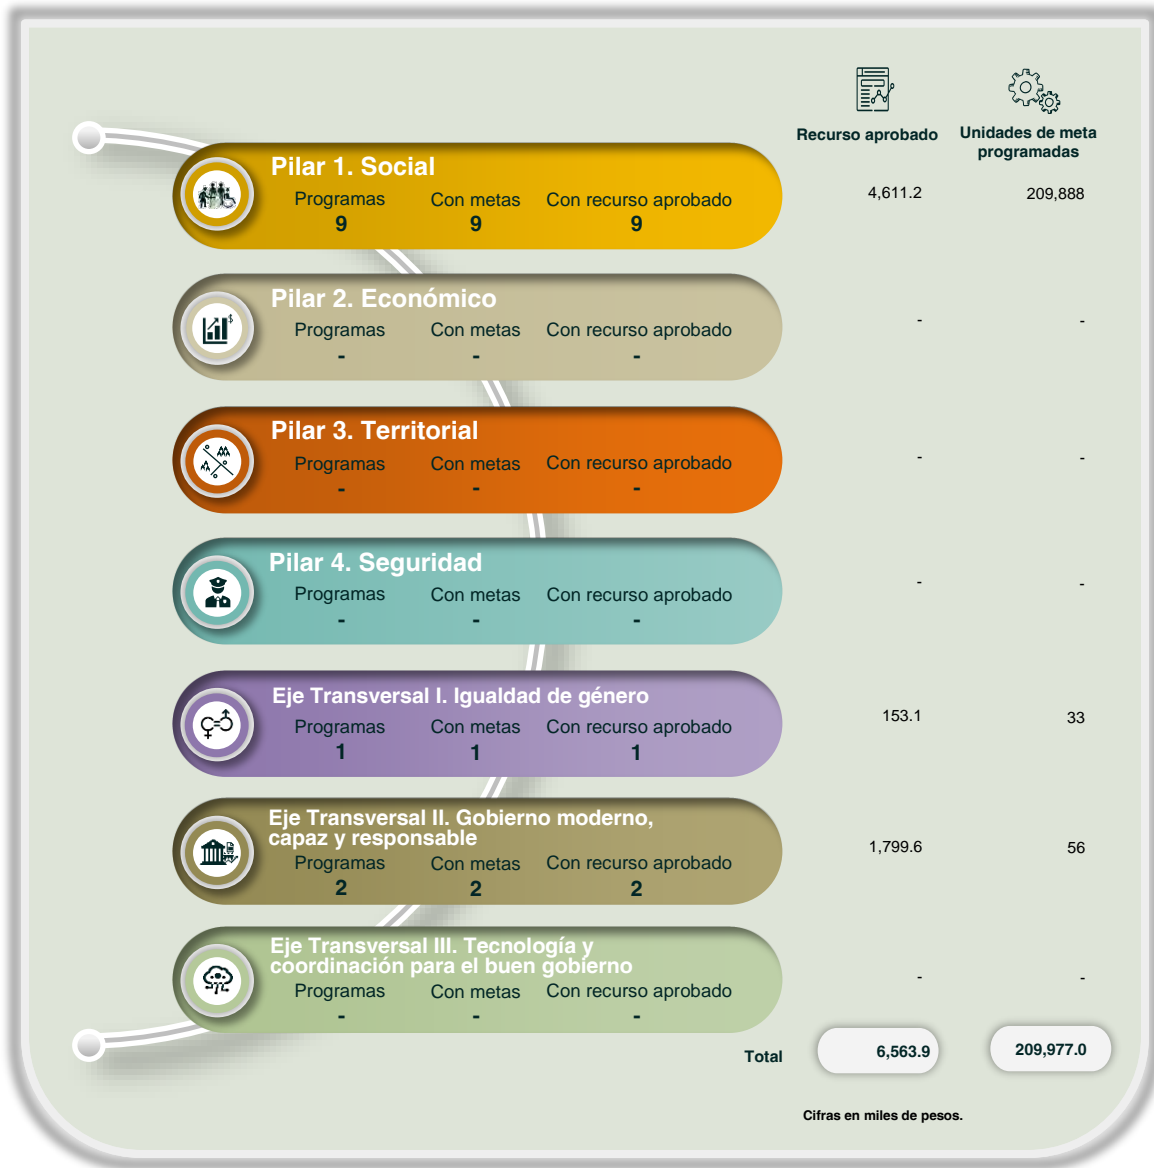 Recurso aprobado
Unidades de meta
programadas
Pilar 1. Social
Programas Con metas Con recurso aprobado
9 9 9
4,611.2 209,888
Pilar 2. Económico
Programas Con metas Con recurso aprobado
- - -
- -
Pilar 3. Territorial
Programas Con metas Con recurso aprobado
- - -
- -
Pilar 4. Seguridad
Programas Con metas Con recurso aprobado
- - -
- -
Eje Transversal I. Igualdad de género
Programas Con metas Con recurso aprobado
1 1 1
153.1 33
Eje Transversal II. Gobierno moderno,
capaz y responsable
Programas Con metas Con recurso aprobado
2 2 2
1,799.6 56
Eje Transversal III. Tecnología y
coordinación para el buen gobierno
Programas Con metas Con recurso aprobado
- - -
- -
Total 6,563.9 209,977.0
Cifras en miles de pesos.